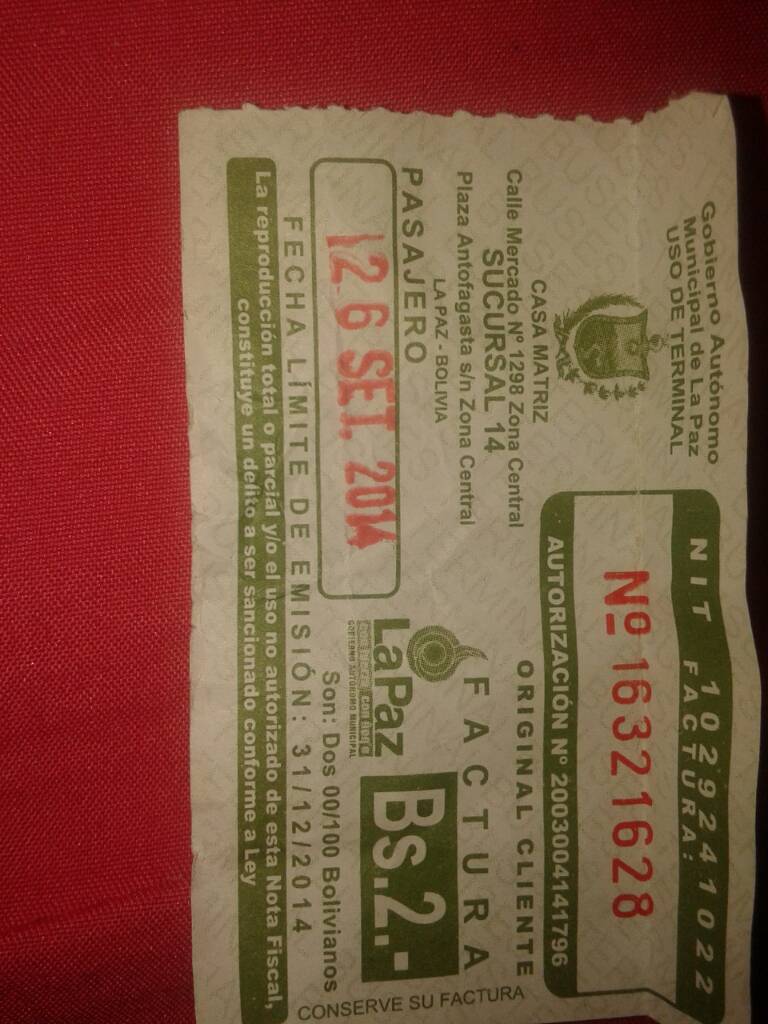 Gobierno Autónomo
Municipal de La Paz
USO DE TERMINAL
CASA MATRIZ
Calle Mercado Nº 1298 Zona Central
SUCURSAL 14
Plaza Antofagasta s/n Zona Central
LA PAZ - BOLIVIA
PASAJERO
12 6 SET. 2014
NIT 1029241022
FACTURA:
Nº 16321628
AUTORIZACIÓN Nº 2003004141796
ORIGINAL CLIENTE
FACTURA
LaPaz
GOBIERNO AUTÓNOMO MUNICIPAL
Bs.2.-
Son: Dos 00/100 Bolivianos
FECHA LÍMITE DE EMISIÓN: 31/12/2014
La reproducción total o parcial y/o el uso no autorizado de esta Nota Fiscal,
constituye un delito a ser sancionado conforme a Ley
CONSERVE SU FACTURA